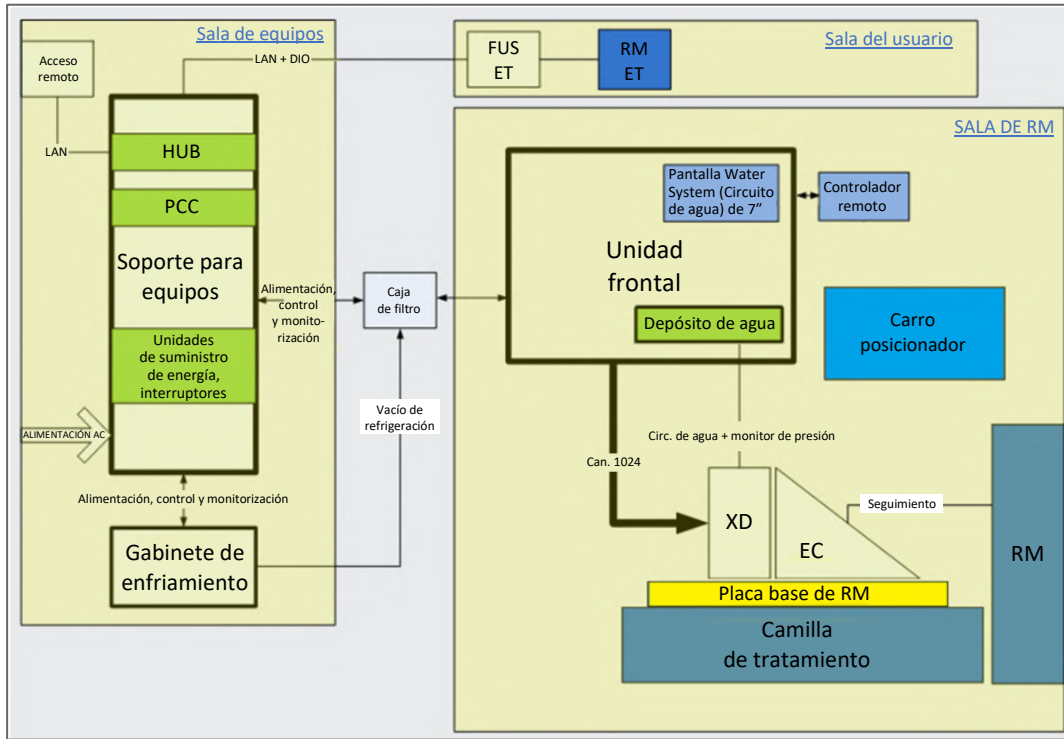 Sala de equipos
Acceso
remoto
LAN
LAN + DIO
HUB
PCC
Soporte para
equipos
Unidades
de suministro
de energía,
interruptores
ALIMENTACIÓN AC
Alimentación, control y monitorización
Gabinete de
enfriamiento
Alimentación,
control
y monito-
rización
Caja
de filtro
Vacío de
refrigeración
Sala del usuario
FUS
ET
RM
ET
SALA DE RM
Pantalla Water
System (Circuito
de agua) de 7”
Controlador
remoto
Unidad
frontal
Depósito de agua
Carro
posicionador
Circ. de agua + monitor de presión
Can. 1024
Seguimiento
XD
EC
RM
Placa base de RM
Camilla
de tratamiento